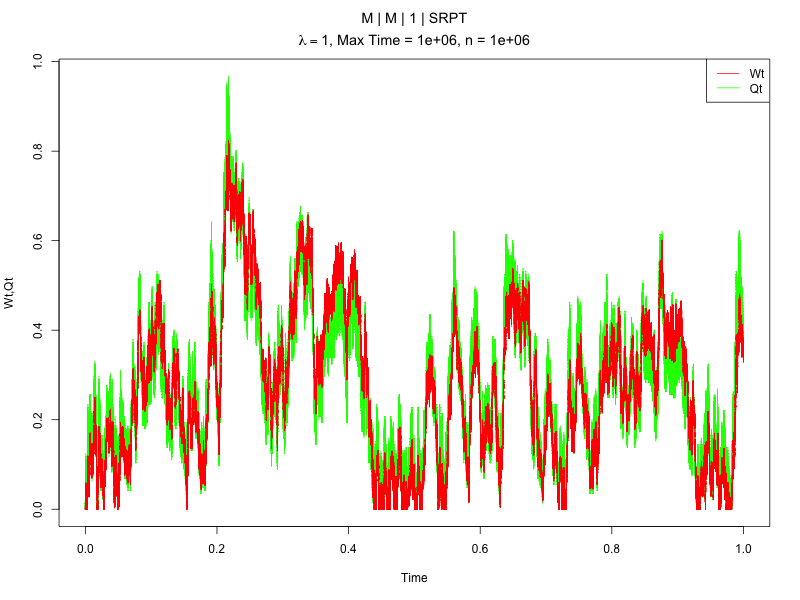 M | M | 1 | SRPT
λ = 1, Max Time = 1e+06, n = 1e+06
Wt
Qt
Wt,Qt
1.0
0.8
0.6
0.4
0.2
0.0
0.0 0.2 0.4 0.6 0.8 1.0
Time